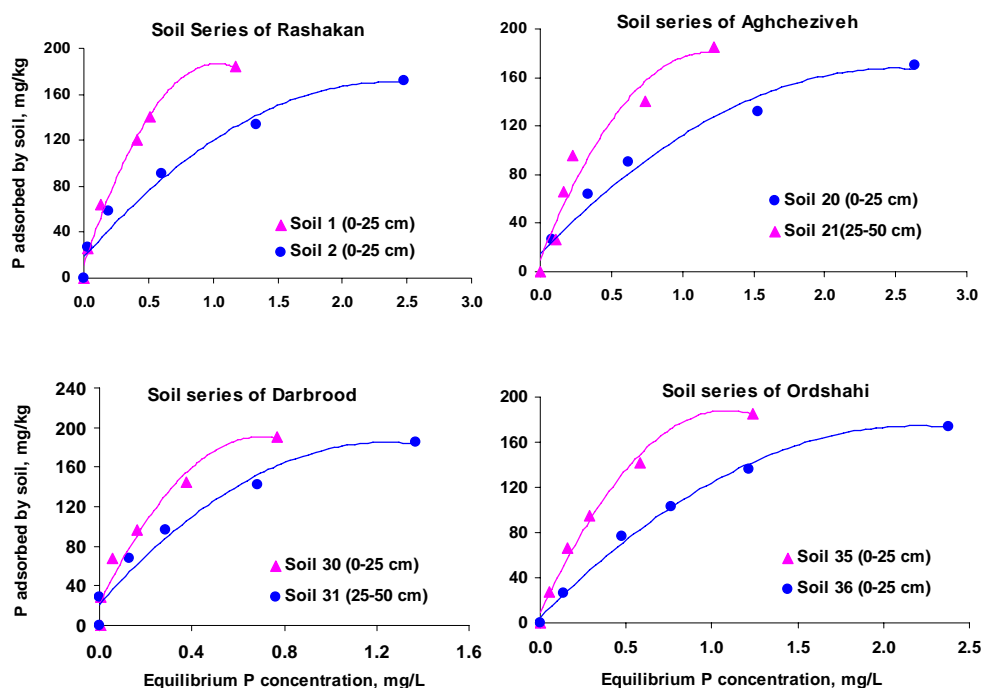 Soil Series of Rashakan
P adsorbed by soil, mg/kg
200
160
120
80
40
0
Soil 1 (0-25 cm)
Soil 2 (0-25 cm)
0.0 0.5 1.0 1.5 2.0 2.5 3.0
Soil series of Aghcheziveh
200
160
120
80
40
0
Soil 20 (0-25 cm)
Soil 21(25-50 cm)
0.0 0.5 1.0 1.5 2.0 2.5 3.0
Soil series of Darbrood
P adsorbed by soil, mg/kg
240
200
160
120
80
40
0
Soil 30 (0-25 cm)
Soil 31 (25-50 cm)
0.0 0.4 0.8 1.2 1.6
Equilibrium P concentration, mg/L
Soil series of Ordshahi
200
160
120
80
40
0
Soil 35 (0-25 cm)
Soil 36 (0-25 cm)
0.0 0.5 1.0 1.5 2.0 2.5
Equilibrium P concentration, mg/L